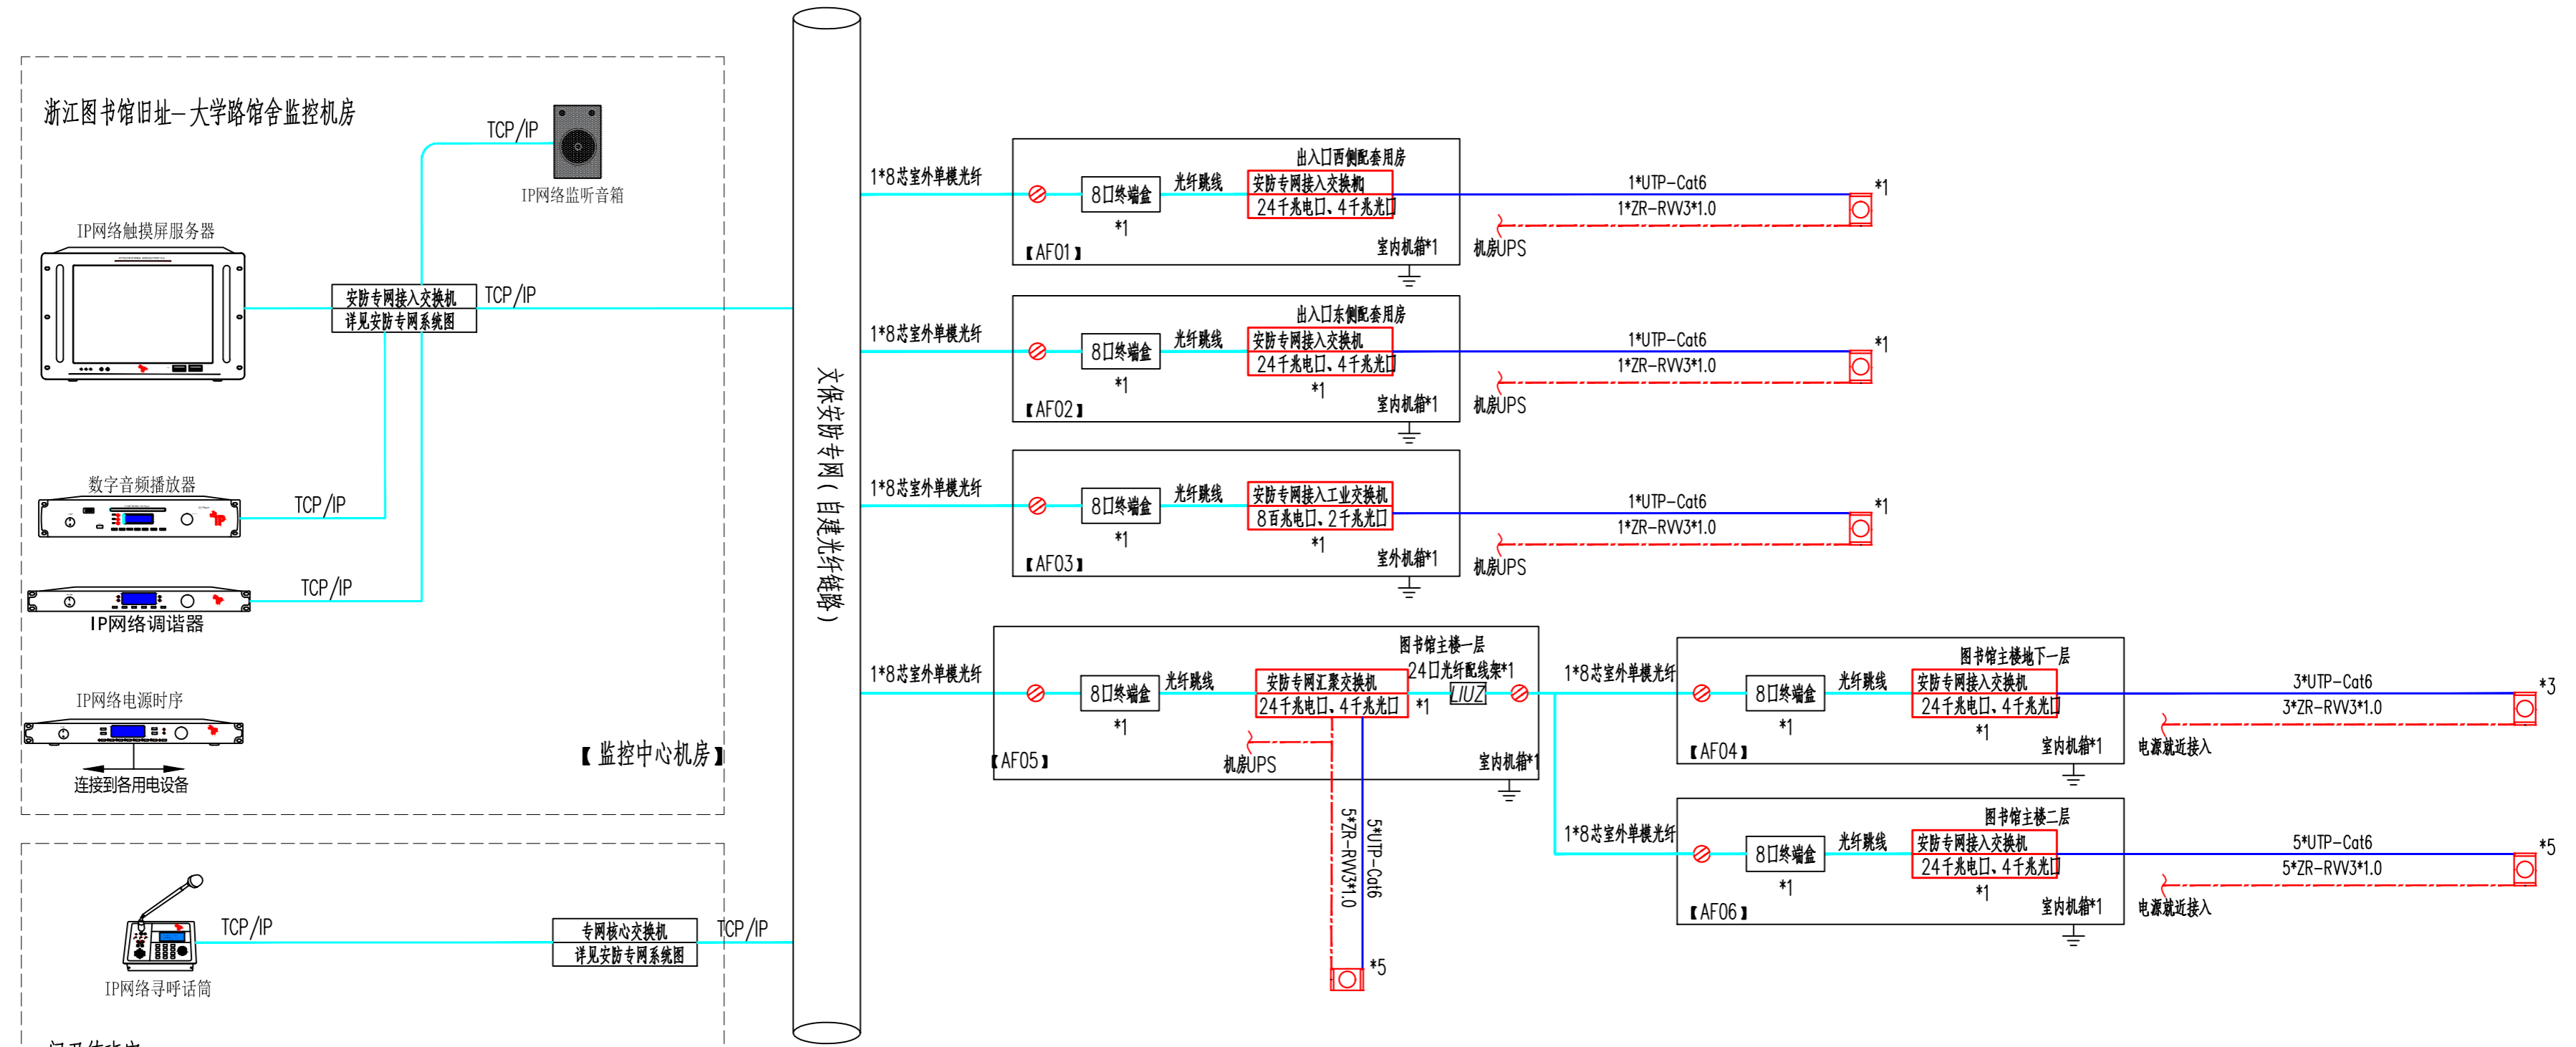 浙江图书馆旧址-大学路馆舍监控机房
TCP/IP
IP网络监听音箱
IP网络触摸屏服务器
安防专网接入交换机
详见安防专网系统图
TCP/IP
数字音频播放器
TCP/IP
TCP/IP
IP网络调谐器
IP网络电源时序
连接到各用电设备
【监控中心机房】
TCP/IP
IP网络寻呼话筒
专网核心交换机
详见安防专网系统图
TCP/IP
文保安防专网(自建光纤链路)
1*8芯室外单模光纤
出入口西侧配套用房
8口终端盒
*1
光纤跳线
安防专网接入交换机
24千兆电口、4千兆光口
【AF01】
室内机箱*1
1*UTP-Cat6
1*ZR-RVV3*1.0
机房UPS
*1
1*8芯室外单模光纤
出入口东侧配套用房
8口终端盒
*1
光纤跳线
安防专网接入交换机
24千兆电口、4千兆光口
*1
【AF02】
室内机箱*1
1*UTP-Cat6
1*ZR-RVV3*1.0
机房UPS
*1
1*8芯室外单模光纤
8口终端盒
*1
光纤跳线
安防专网接入工业交换机
8百兆电口、2千兆光口
*1
【AF03】
室外机箱*1
1*UTP-Cat6
1*ZR-RVV3*1.0
机房UPS
*1
1*8芯室外单模光纤
图书馆主楼一层
8口终端盒
*1
光纤跳线
安防专网汇聚交换机
24千兆电口、4千兆光口
*1
24口光纤配线架*1
LIUZ
【AF05】
机房UPS
室内机箱*1
5*UTP-Cat6
5*ZR-RVV3*1.0
*5
1*8芯室外单模光纤
图书馆主楼地下一层
8口终端盒
*1
光纤跳线
安防专网接入交换机
24千兆电口、4千兆光口
*1
【AF04】
室内机箱*1
3*UTP-Cat6
3*ZR-RVV3*1.0
电源就近接入
*3
1*8芯室外单模光纤
图书馆主楼二层
8口终端盒
*1
光纤跳线
安防专网接入交换机
24千兆电口、4千兆光口
*1
【AF06】
室内机箱*1
5*UTP-Cat6
5*ZR-RVV3*1.0
电源就近接入
*5